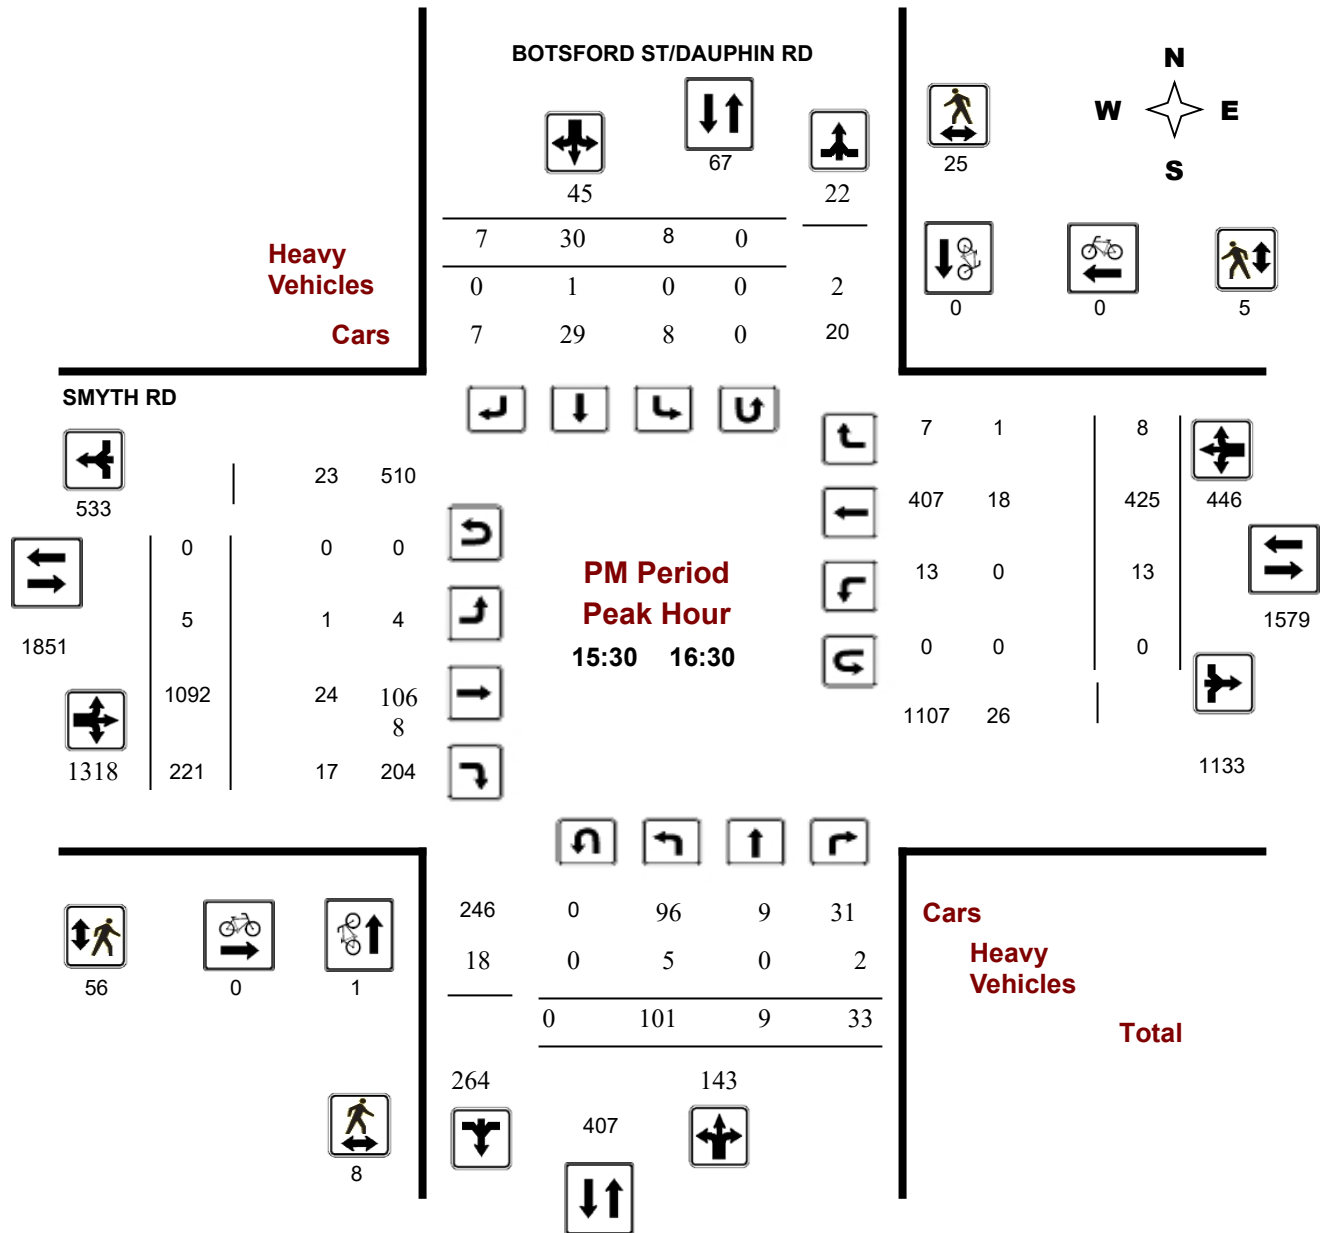 BOTSFORD ST/DAUPHIN RD
N
W E
S
67
25
45 22
7 30 8 0
Heavy
Vehicles
0 1 0 0 2
0 0 5
Cars
7 29 8 0 20
SMYTH RD
7 1 8
23 510
533
407 18 425 446
0 0 0
PM Period
13 0 13
Peak Hour
5 1 4
1579
1851
15:30 16:30
0 0 0
1092 24 106
8
1107 26
1318 221 17 204
1133
246 0 96 9 31
Cars
18 0 5 0 2
Heavy
Vehicles
56 0 1
0 101 9 33
Total
264 143
407
8